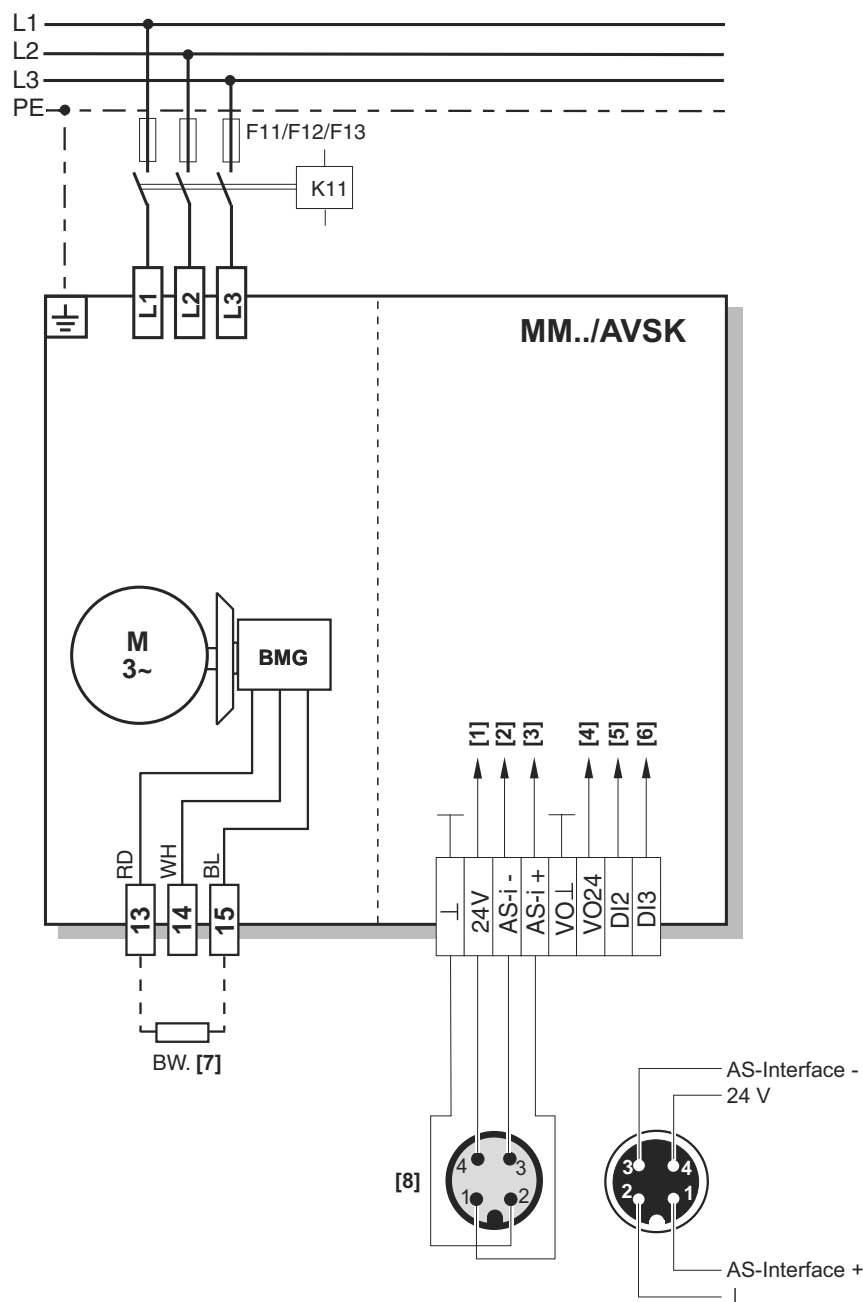 L1
L2
L3
PE
F11/F12/F13
K11
L1
L2
L3
MM../AVSK
M
3~
BMG
[1]
[2]
[3]
[4]
[5]
[6]
RD
WH
BL
13
14
15
⊥
24V
AS-i -
AS-i +
VO⊥
VO24
DI2
DI3
BW. [7]
AS-Interface -
24 V
[8]
4
3
1
2
3
4
2
1
AS-Interface +
⊥